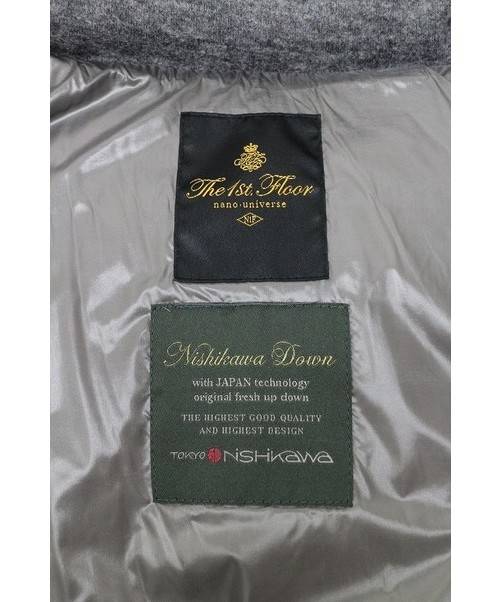 The 1st. Floor
nano·universe
N1F
Nishikawa Down
with JAPAN technology
original fresh up down
THE HIGHEST GOOD QUALITY
AND HIGHEST DESIGN
TOKYO NiSHiKaWa